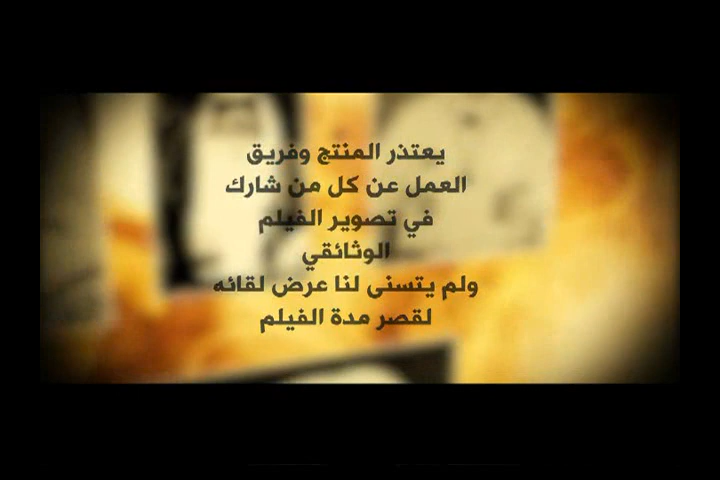 يعتذر المنتج وفريق
العمل عن كل من شارك
في تصوير الفيلم
الوثائقي
ولم يتسنى لنا عرض لقائه
لقصر مدة الفيلم